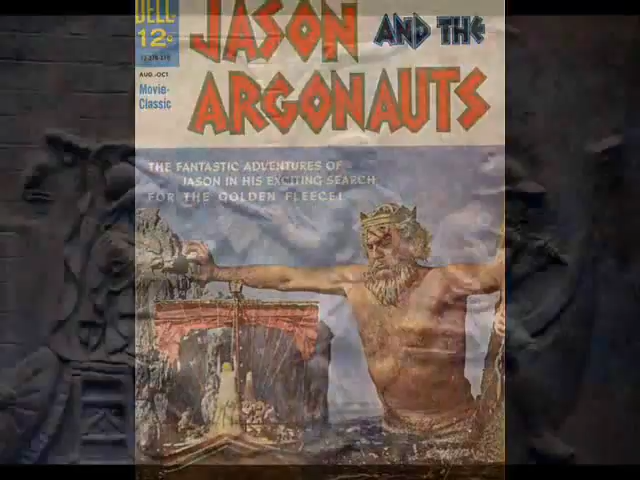 DELL
12¢
AUG.-OCT.
Movie-
Classic
JASON AND THE
ARGONAUTS
THE FANTASTIC ADVENTURES OF
JASON IN HIS EXCITING SEARCH
FOR THE GOLDEN FLEECE!